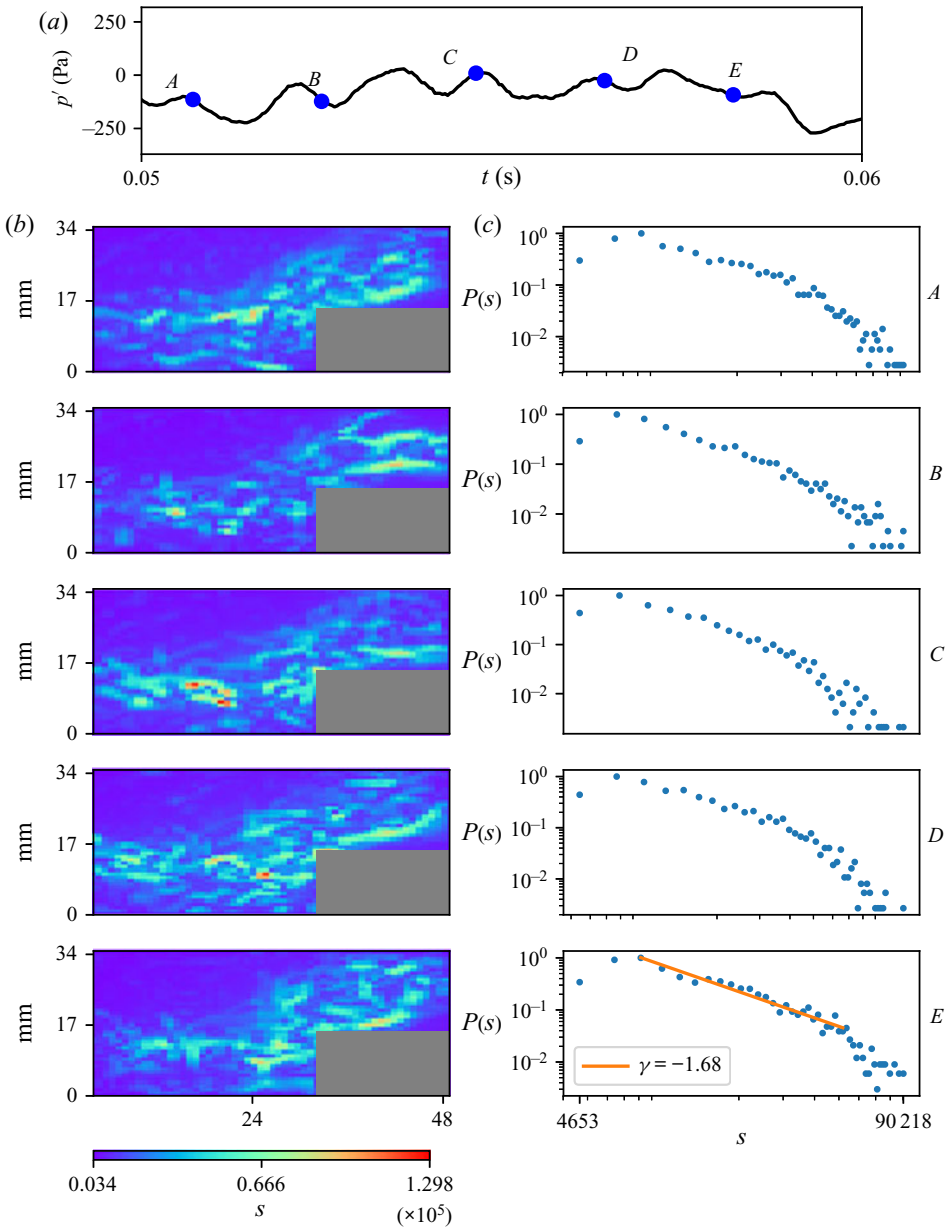 (a)
p′ (Pa)
250
0
−250
A
B
C
D
E
0.05
t (s)
0.06
(b)
(c)
34
mm
17
0
P(s)
10⁰
10⁻¹
10⁻²
A
34
mm
17
0
P(s)
10⁰
10⁻¹
10⁻²
B
34
mm
17
0
P(s)
10⁰
10⁻¹
10⁻²
C
34
mm
17
0
P(s)
10⁰
10⁻¹
10⁻²
D
34
mm
17
0
24
48
P(s)
10⁰
10⁻¹
10⁻²
γ = −1.68
E
4653
s
90 218
0.034
0.666
1.298
s
(×10⁵)